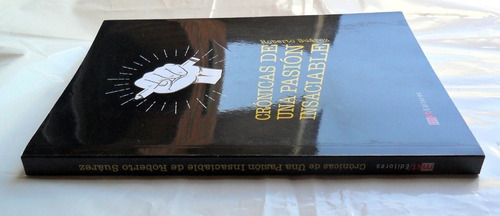 Roberto Suárez
CRÓNICAS DE
UNA PASIÓN
INSACIABLE
Editores
Crónicas de Una Pasión Insaciable de Roberto Suárez